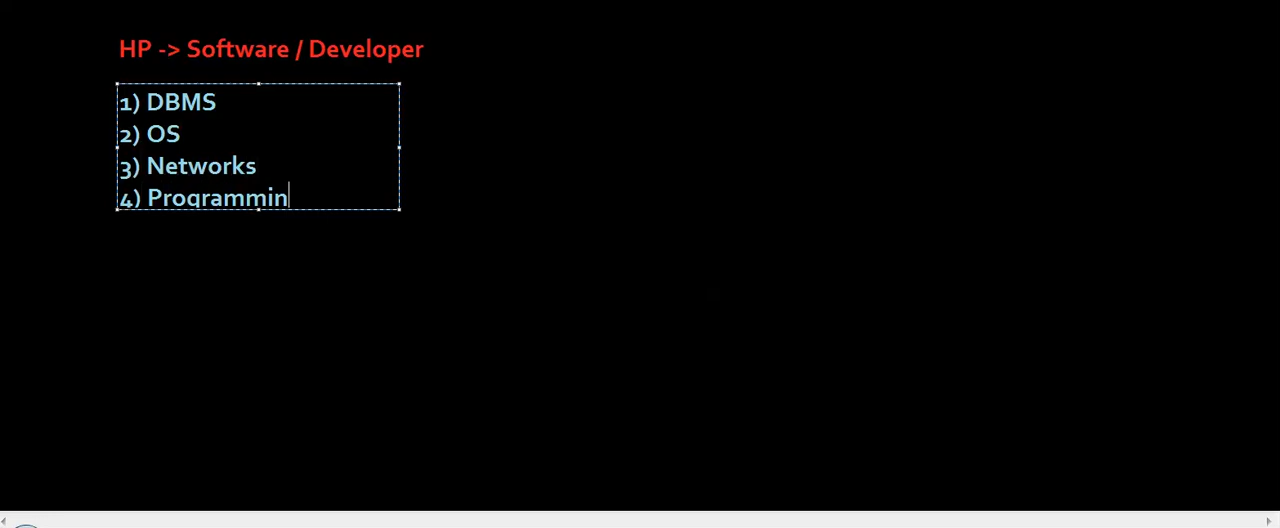 HP -> Software / Developer
1) DBMS
2) OS
3) Networks
4) Programmin